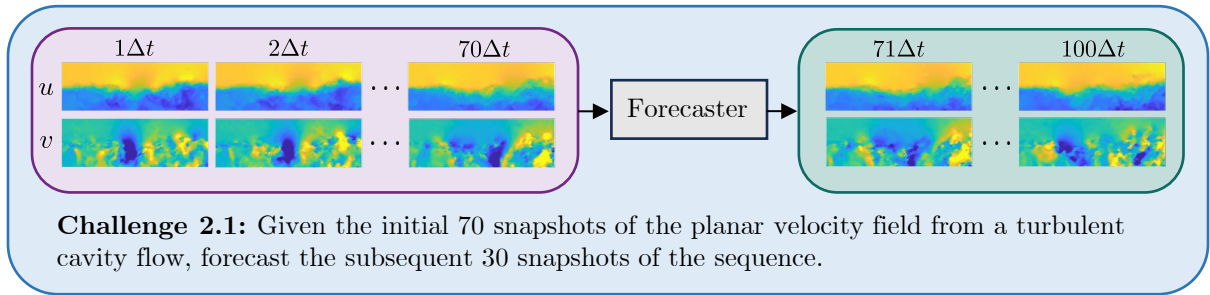 1Δt 2Δt 70Δt 71Δt 100Δt
u ··· ···
Forecaster
v ··· ···
Challenge 2.1: Given the initial 70 snapshots of the planar velocity field from a turbulent
cavity flow, forecast the subsequent 30 snapshots of the sequence.